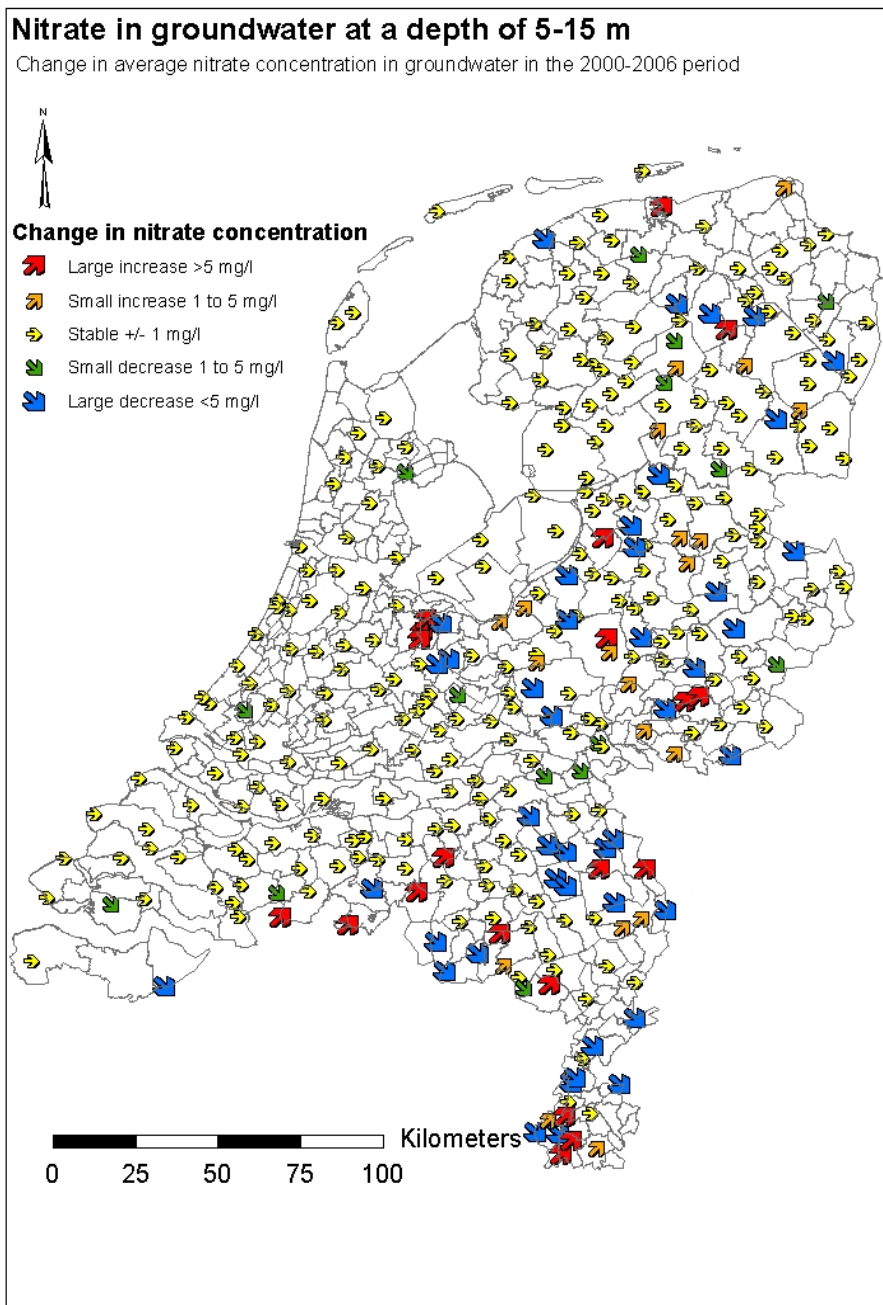 Nitrate in groundwater at a depth of 5-15 m
Change in average nitrate concentration in groundwater in the 2000-2006 period
N
Change in nitrate concentration
Large increase >5 mg/l
Small increase 1 to 5 mg/l
Stable +/- 1 mg/l
Small decrease 1 to 5 mg/l
Large decrease <5 mg/l
Kilometers
0 25 50 75 100